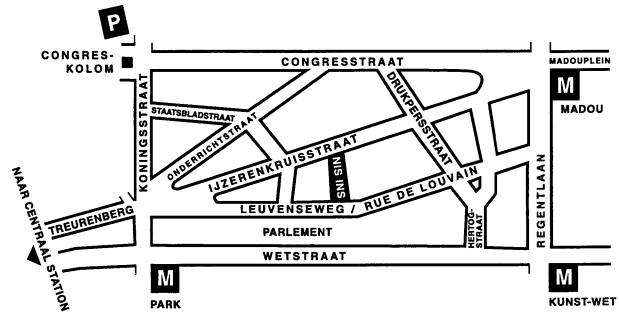 P
CONGRES-
KOLOM
CONGRESSTRAAT
MADOUPLEIN
M
MADOU
KONINGSSTRAAT
STAATSBLADSTRAAT
ONDERRICHTSTRAAT
DRUKPERSSTRAAT
IJZERENKRUISSTRAAT
NIS INS
LEUVENSEWEG / RUE DE LOUVAIN
REGENTLAAN
TREURENBERG
NAAR CENTRAAL STATION
HERTOG-
STRAAT
PARLEMENT
WETSTRAAT
M
PARK
M
KUNST-WET